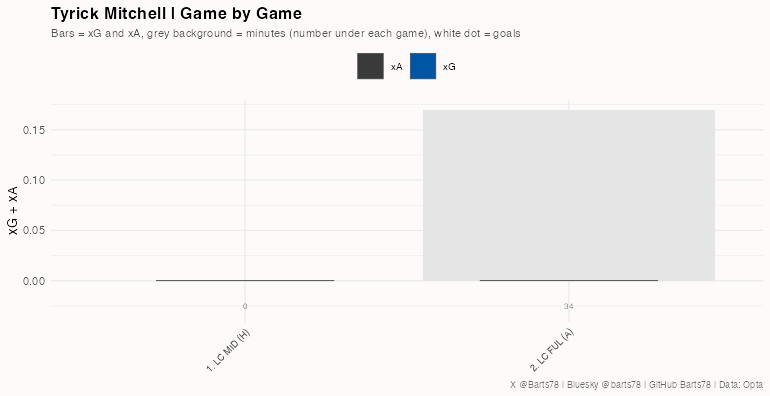 Tyrick Mitchell | Game by Game
Bars = xG and xA, grey background = minutes (number under each game), white dot = goals
xA xG
xG + xA
0.15
0.10
0.05
0.00
0 34
1. LC MID (H) 2. LC FUL (A)
X @Barts78 | Bluesky @barts78 | GitHub Barts78 | Data: Opta